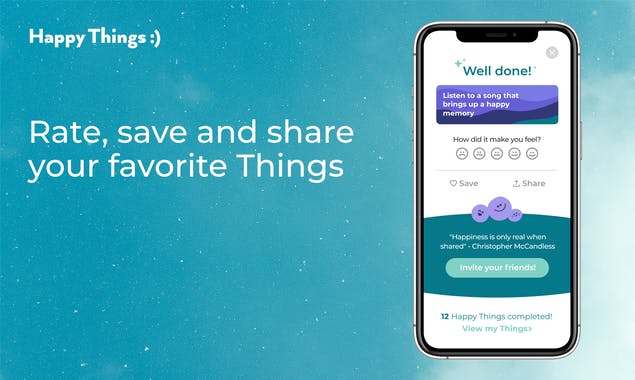 Happy Things :)
Rate, save and share
your favorite Things
Well done!
Listen to a song that
brings up a happy
memory
How did it make you feel?
Save
Share
"Happiness is only real when
shared" - Christopher McCandless
Invite your friends!
12 Happy Things completed!
View my Things>